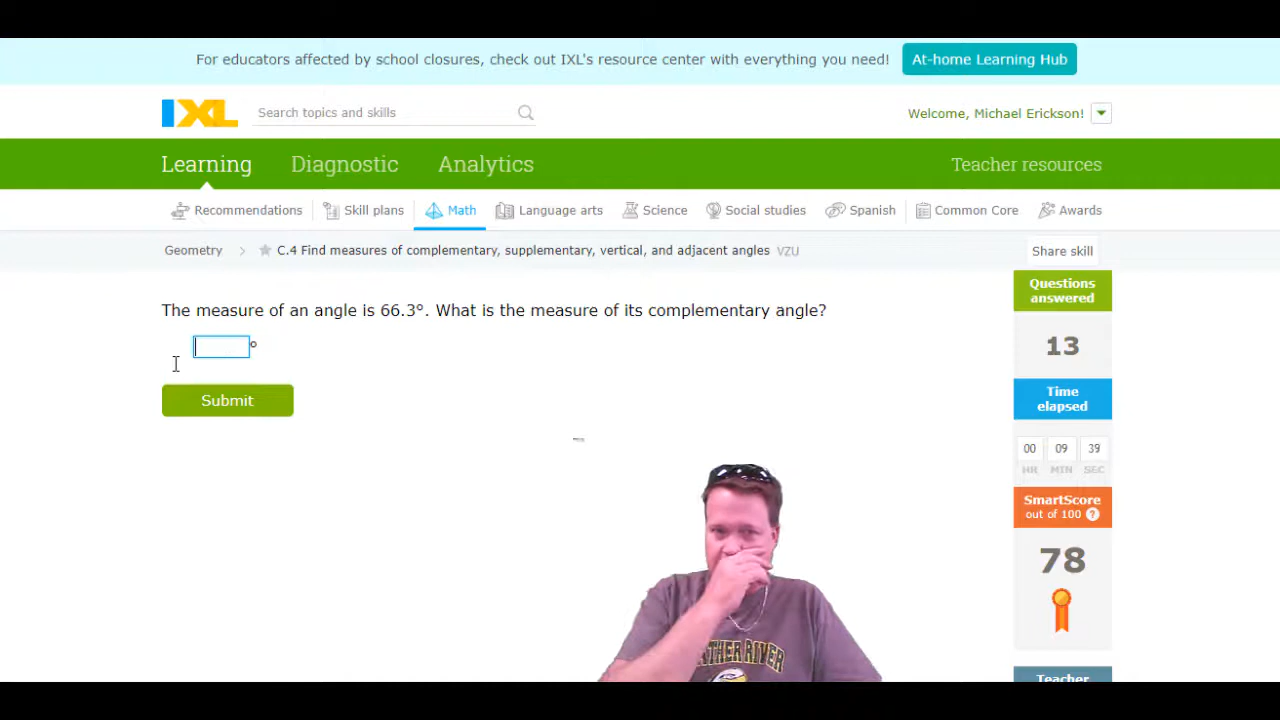 For educators affected by school closures, check out IXL's resource center with everything you need! At-home Learning Hub
IXL Search topics and skills Welcome, Michael Erickson!
Learning Diagnostic Analytics Teacher resources
Recommendations Skill plans Math Language arts Science Social studies Spanish Common Core Awards
Geometry > C.4 Find measures of complementary, supplementary, vertical, and adjacent angles VZU Share skill
The measure of an angle is 66.3°. What is the measure of its complementary angle?
°
Submit
Questions
answered
13
Time
elapsed
00 09 39
HR MIN SEC
SmartScore
out of 100 ?
78
Teacher
THER RIVER